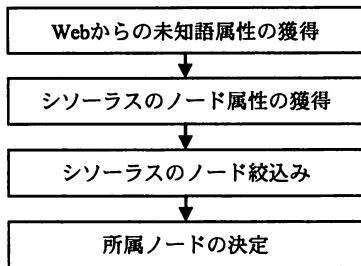 Webからの未知語属性の獲得
シソーラスのノード属性の獲得
シソーラスのノード絞込み
所属ノードの決定